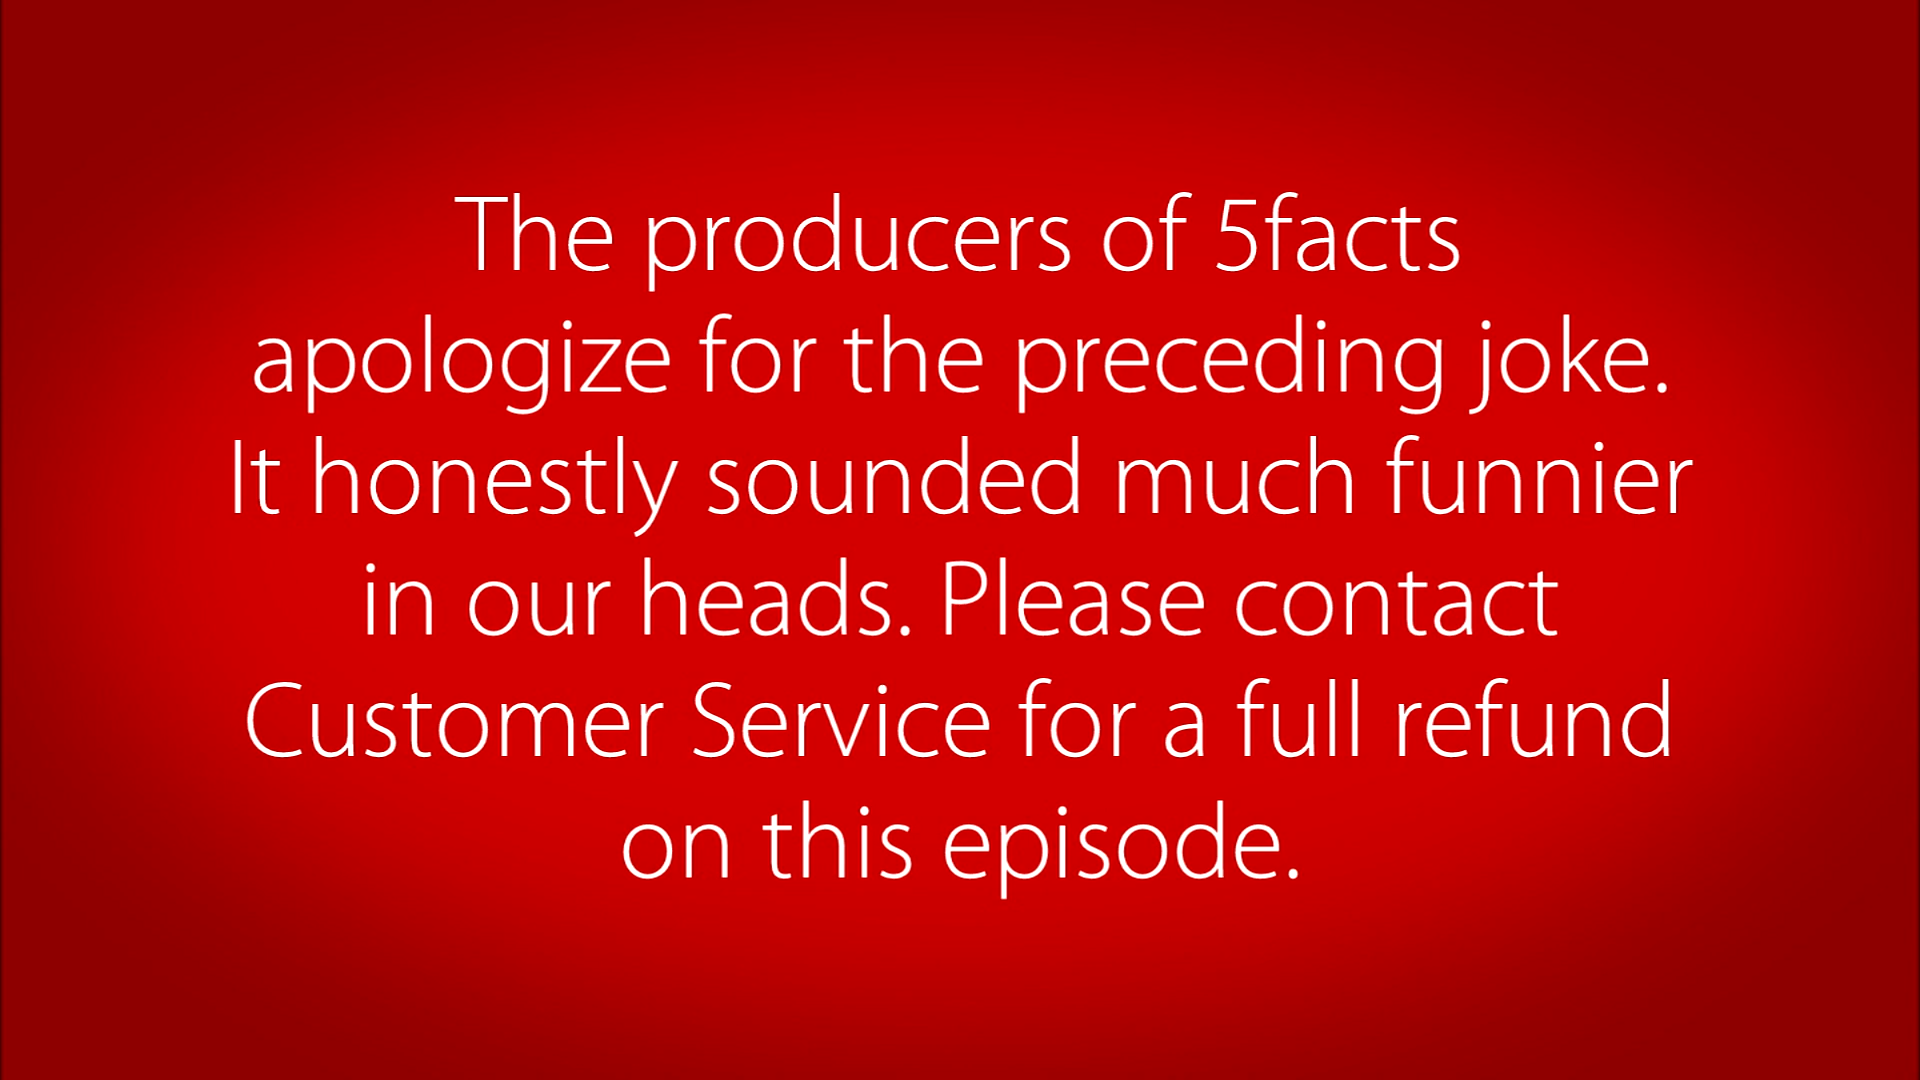 The producers of 5facts
apologize for the preceding joke.
It honestly sounded much funnier
in our heads. Please contact
Customer Service for a full refund
on this episode.